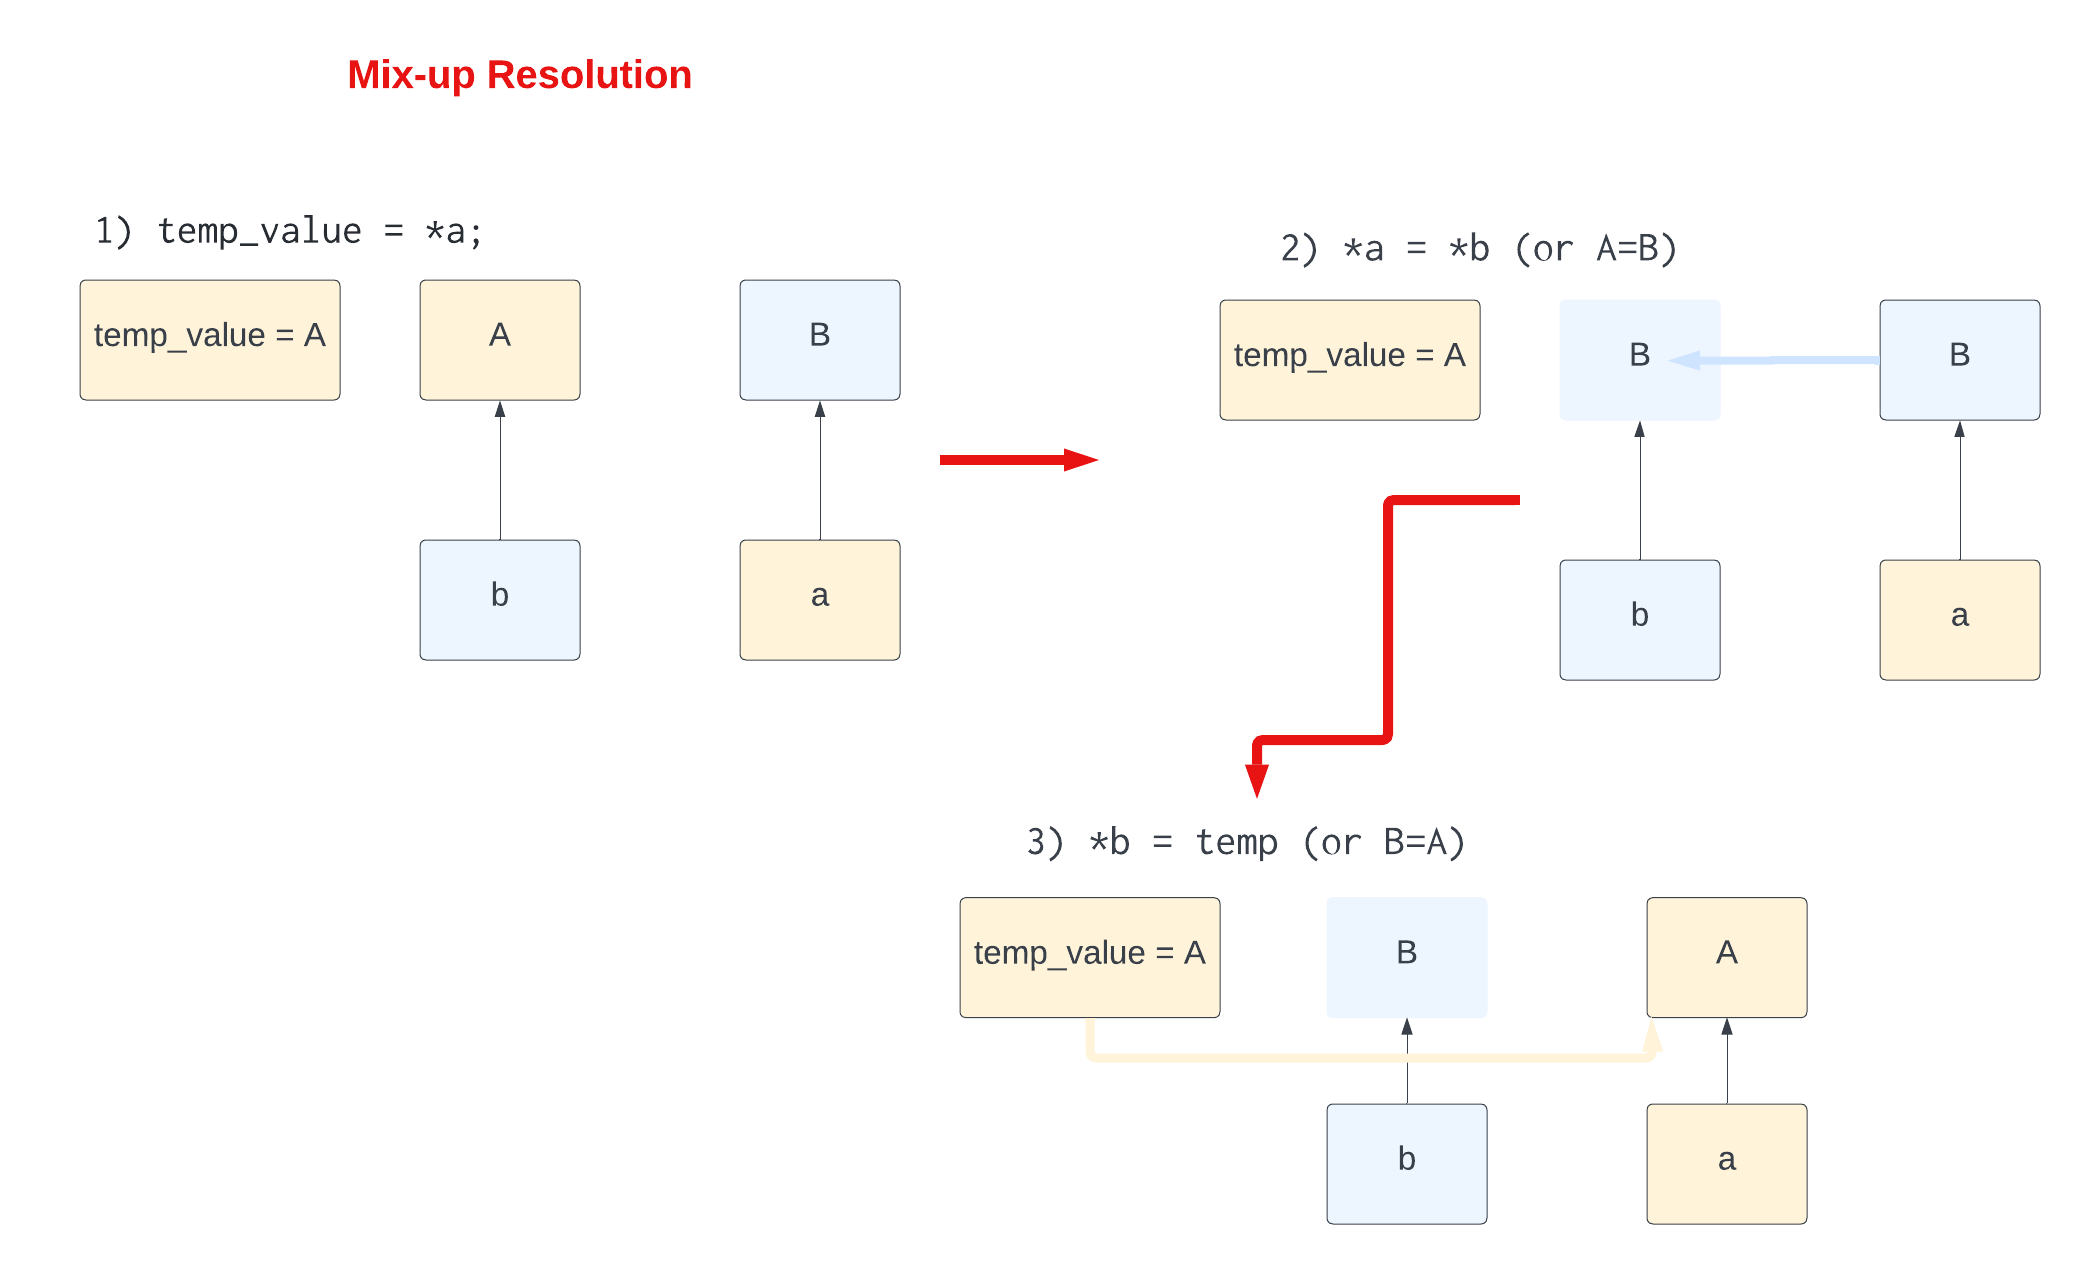 Mix-up Resolution
1) temp_value = *a;
temp_value = A
A
B
b
a
2) *a = *b (or A=B)
temp_value = A
B
B
b
a
3) *b = temp (or B=A)
temp_value = A
B
A
b
a